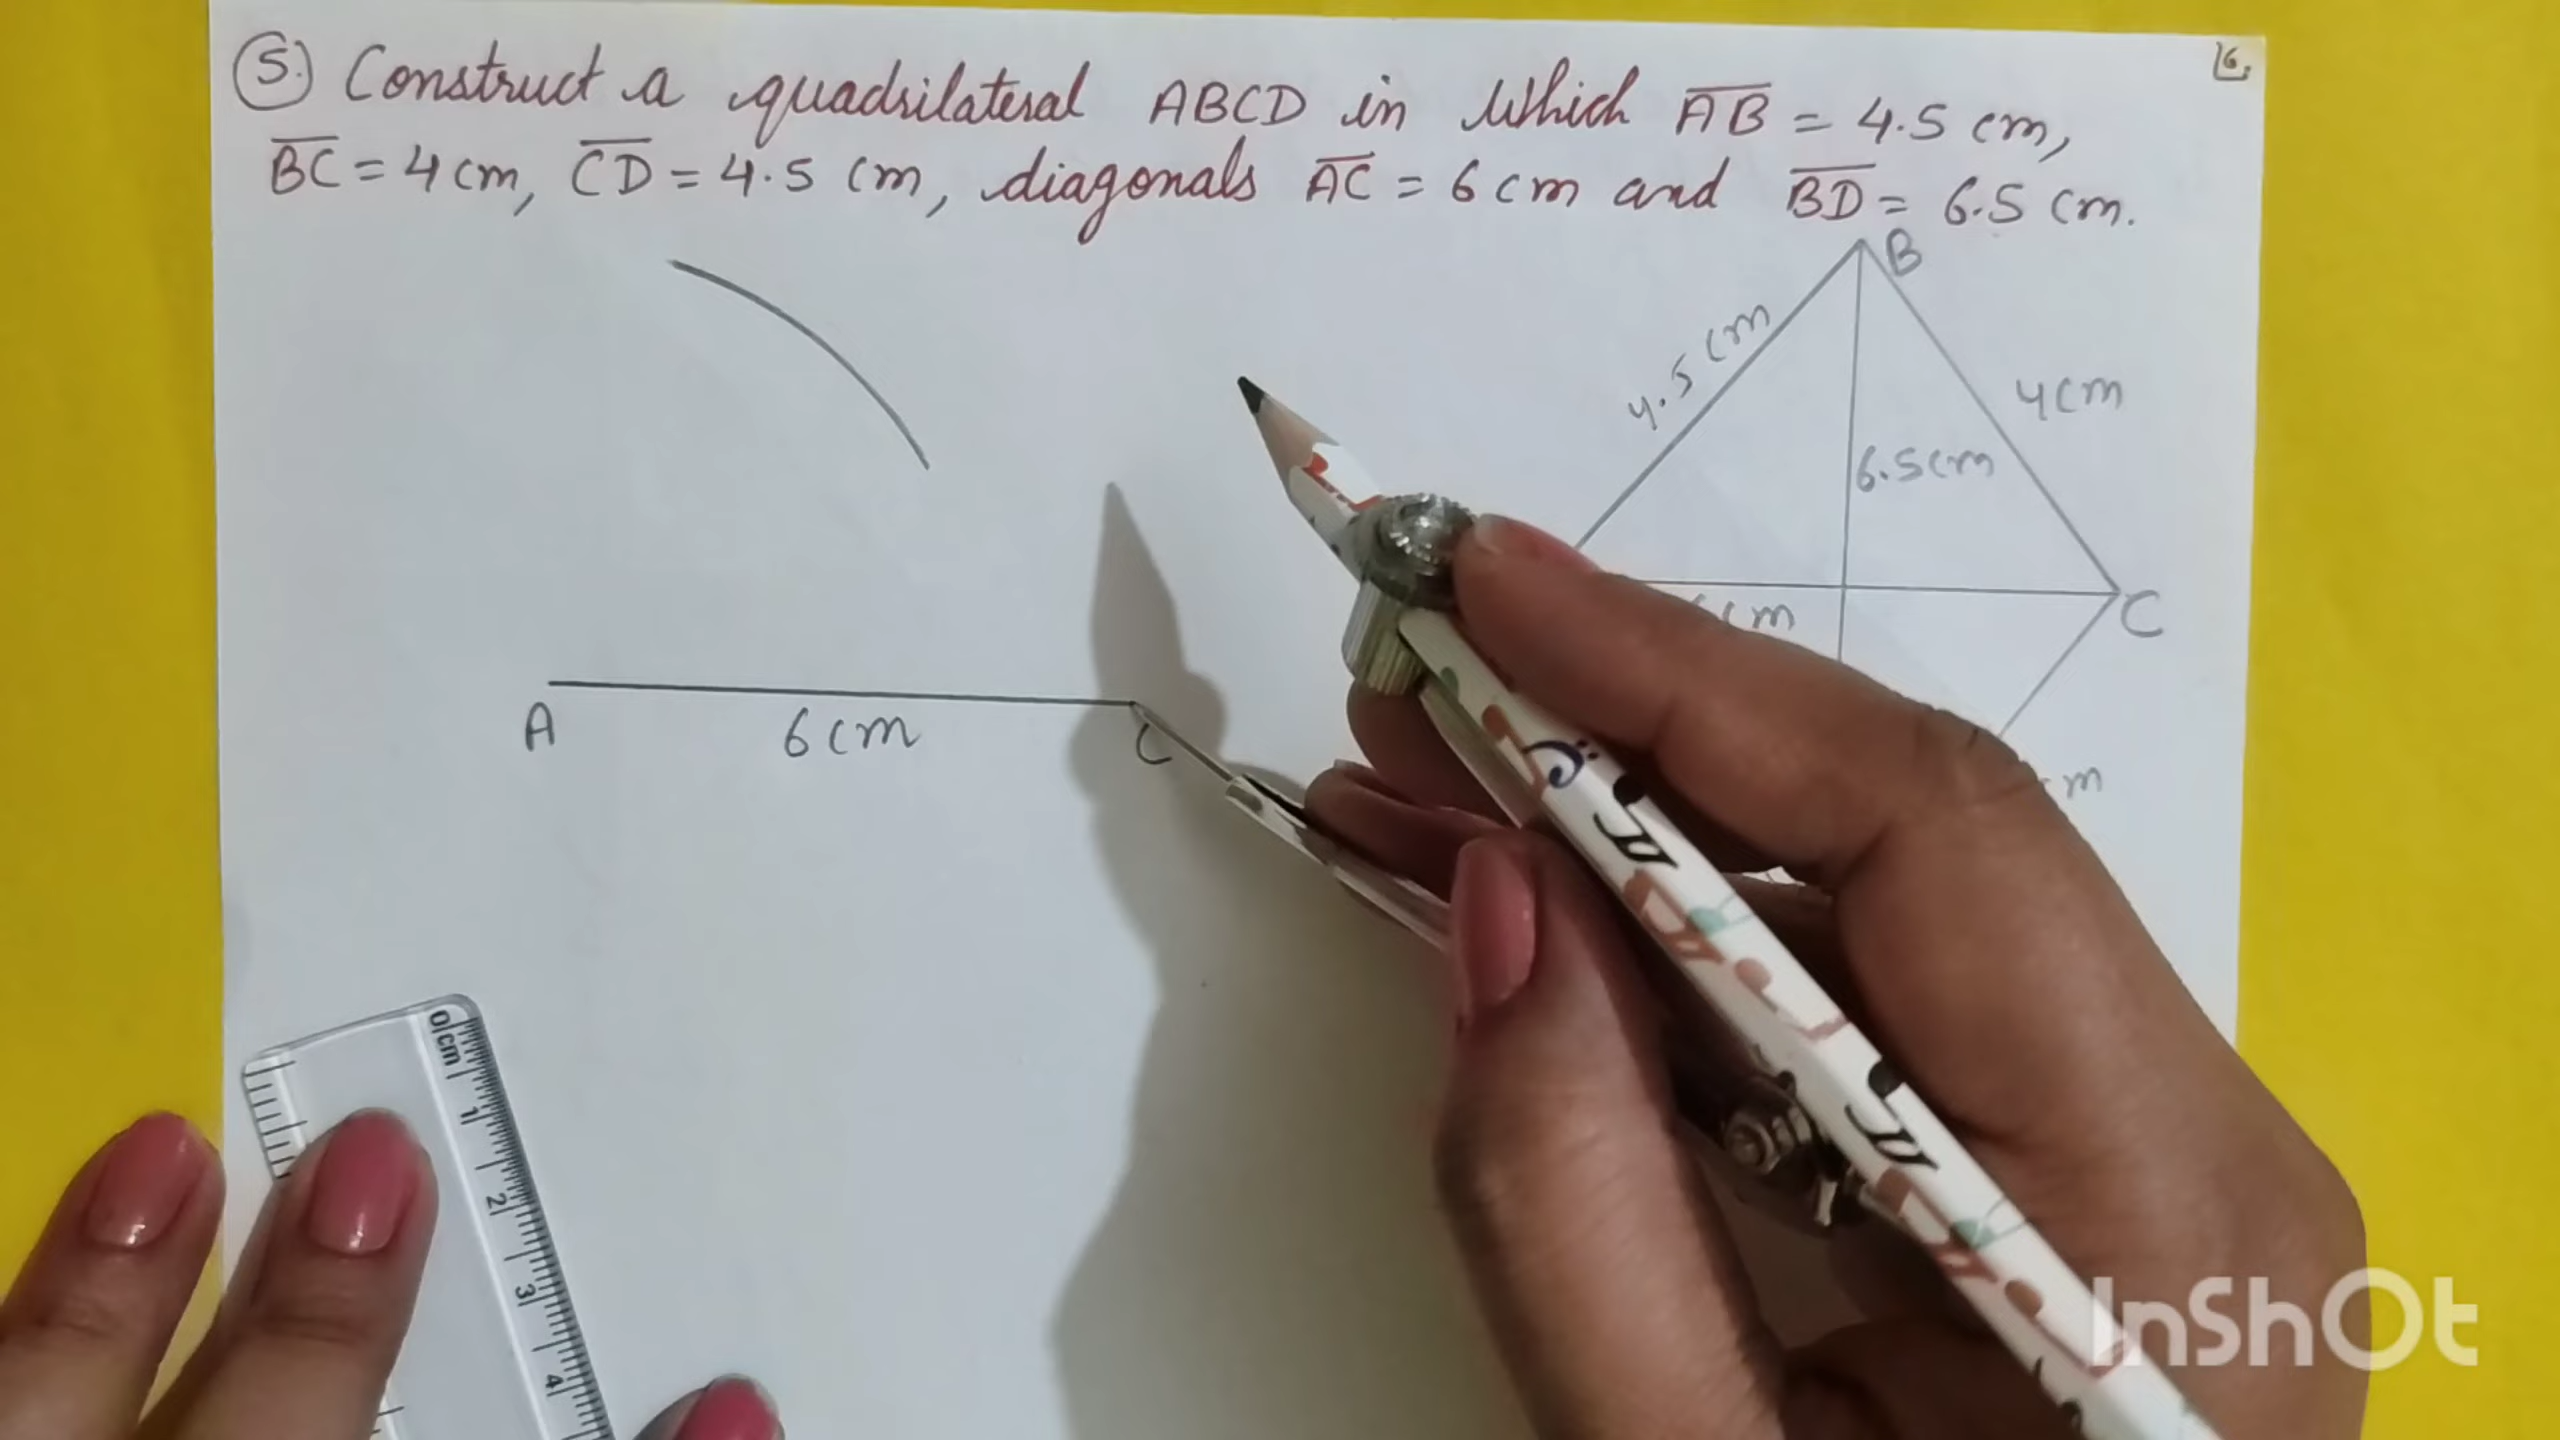 5. Construct a quadrilateral ABCD in which AB = 4.5 cm,
BC = 4 cm, CD = 4.5 cm, diagonals AC = 6 cm and BD = 6.5 cm.
16.
B
4.5 cm
4 cm
6.5 cm
cm
C
m
A
6 cm
C
0 cm
1
2
3
4
InShOt